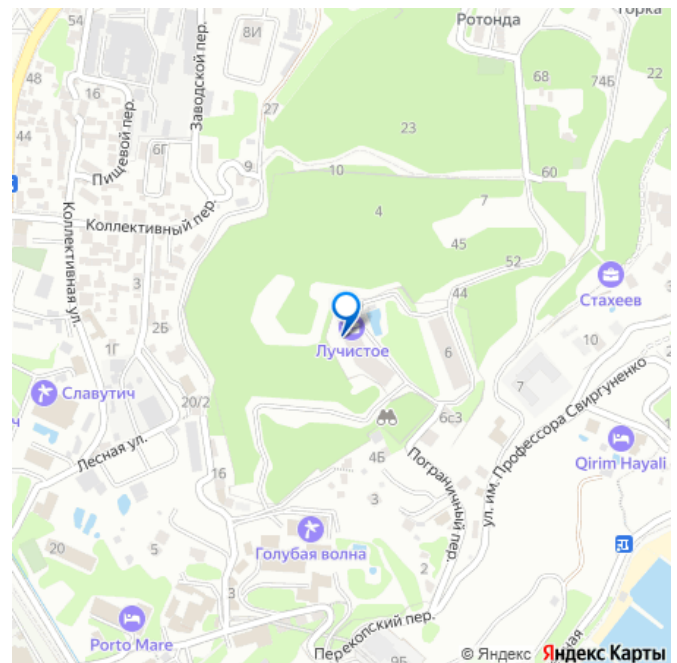 54
8И
Ротонда
Горка
68
74Б
22
48
16
Заводской пер.
27
44
Пищевой пер.
6Г
23
9
10
60
Коллективный пер.
4
7
Коллективная ул.
45
3
52
44
Стахеев
2Б
1Г
Лучистое
6
10
7
Славутич
20/2
6с3
ул. им. Профессора Свиргуненко
Лесная ул.
16
4Б
Qirim Hayali
Пограничный пер.
3
Голубая волна
20
5
2
3
Porto Mare
Перекопский пер.
9Б
ная
© Яндекс Яндекс Карты